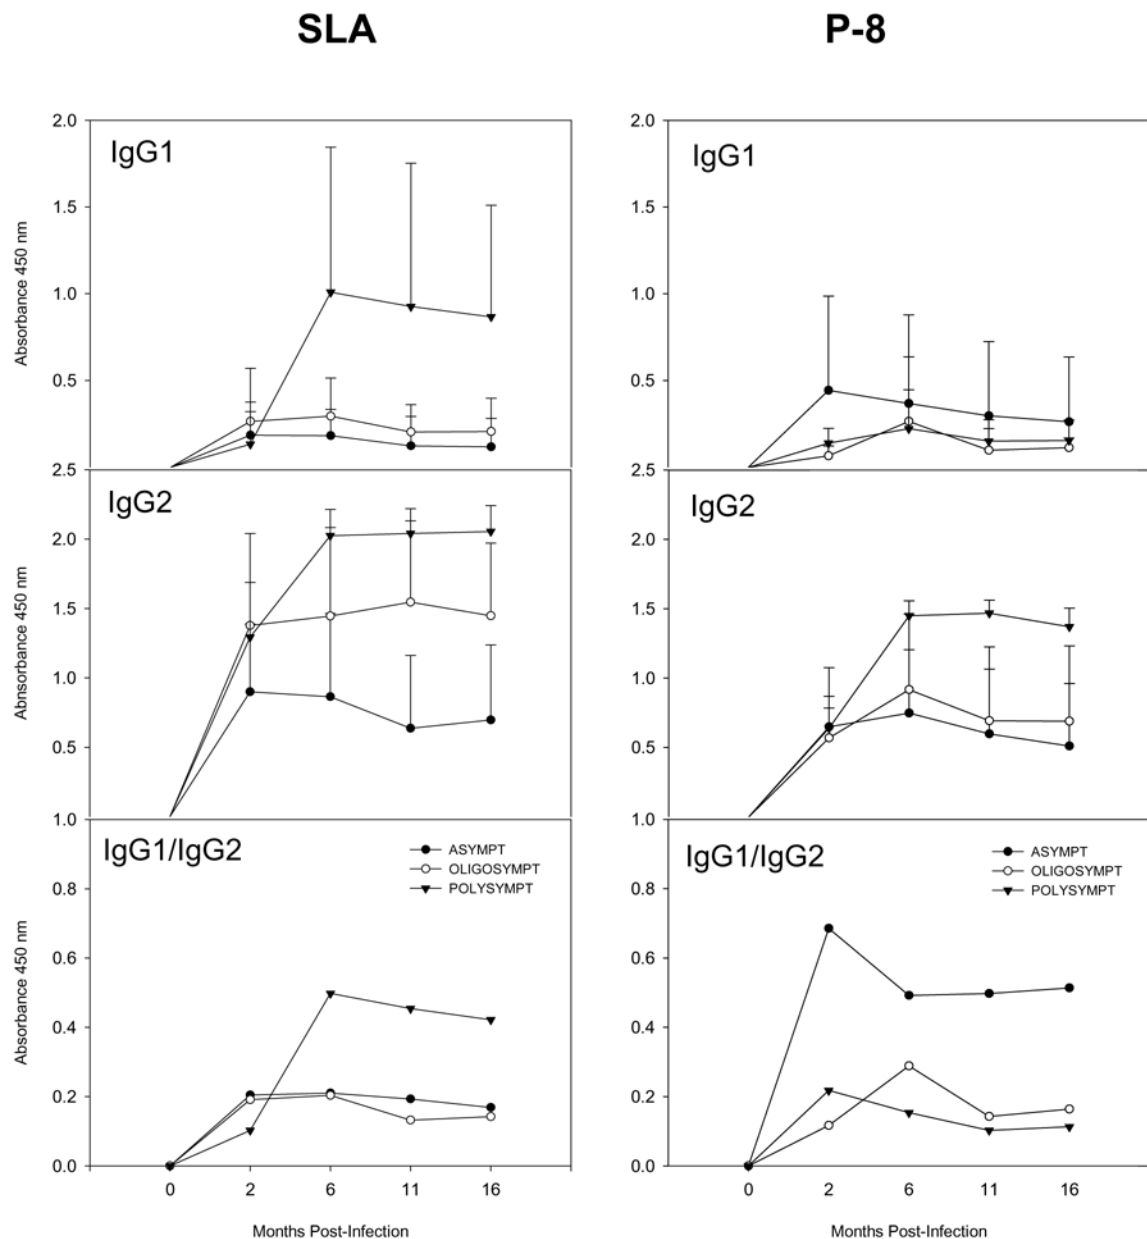 SLA
P-8
2.0
1.5
1.0
0.5
2.5
IgG1
Absorbance 450 nm
2.0
1.5
1.0
0.5
2.5
IgG1
2.0
1.5
1.0
0.5
1.0
IgG2
Abnsorbance 450 nm
2.0
1.5
1.0
0.5
1.0
IgG2
0.8
0.6
0.4
0.2
0.0
IgG1/IgG2
ASYMPT
OLIGOSYMPT
POLYSYMPT
Absorbance 450 nm
0 2 6 11 16
Months Post-Infection
0.8
0.6
0.4
0.2
0.0
IgG1/IgG2
ASYMPT
OLIGOSYMPT
POLYSYMPT
0 2 6 11 16
Months Post-Infection